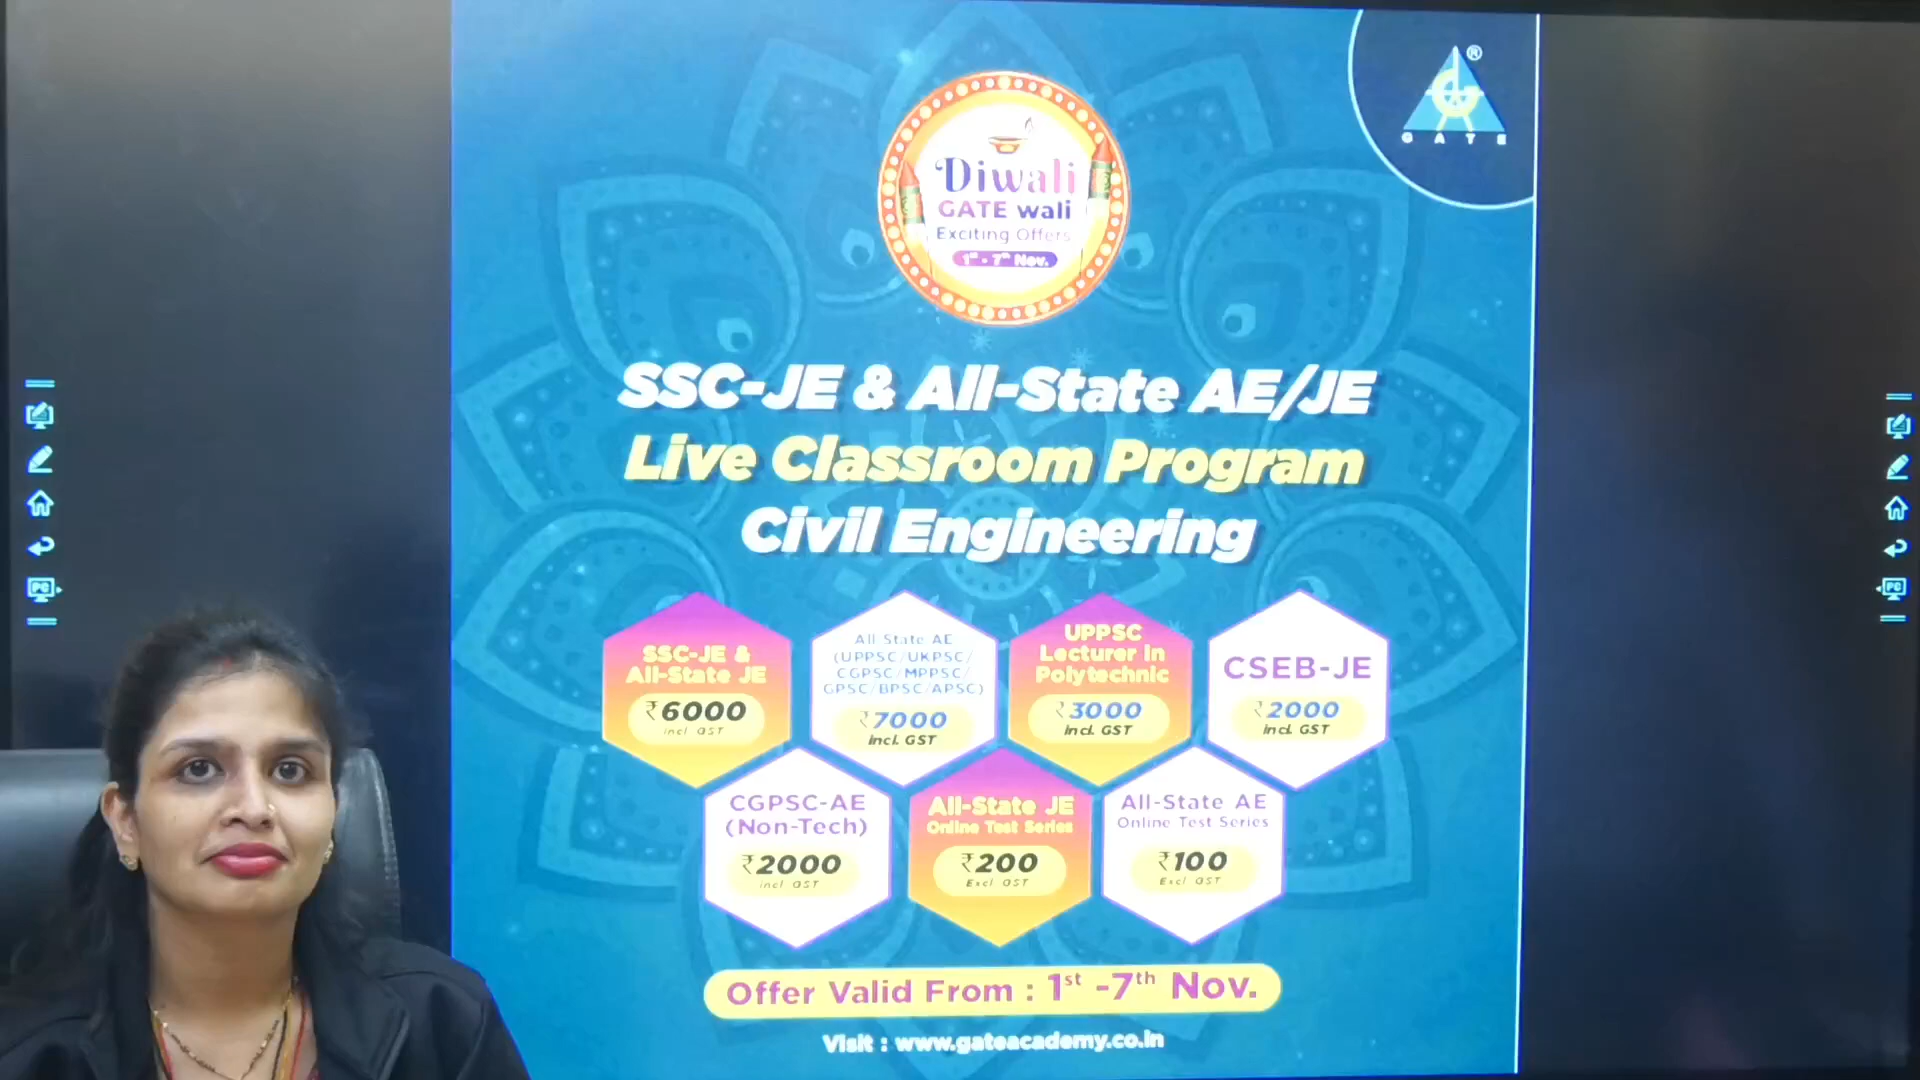 GATE
Diwali
GATE wali
Exciting Offers
1st - 7th Nov.
SSC-JE & All-State AE/JE
Live Classroom Program
Civil Engineering
SSC-JE &
All-State JE
₹6000
incl. GST
All State AE
(UPPSC/UKPSC/
CGPSC/MPPSC/
GPSC/BPSC/APSC)
₹7000
Incl. GST
UPPSC
Lecturer in
Polytechnic
₹3000
Incl. GST
CSEB-JE
₹2000
Incl. GST
CGPSC-AE
(Non-Tech)
₹2000
incl. GST
All-State JE
Online Test Series
₹200
Excl. GST
All-State AE
Online Test Series
₹100
Excl. GST
Offer Valid From : 1st -7th Nov.
Visit : www.gateacademy.co.in
PC
PC
®